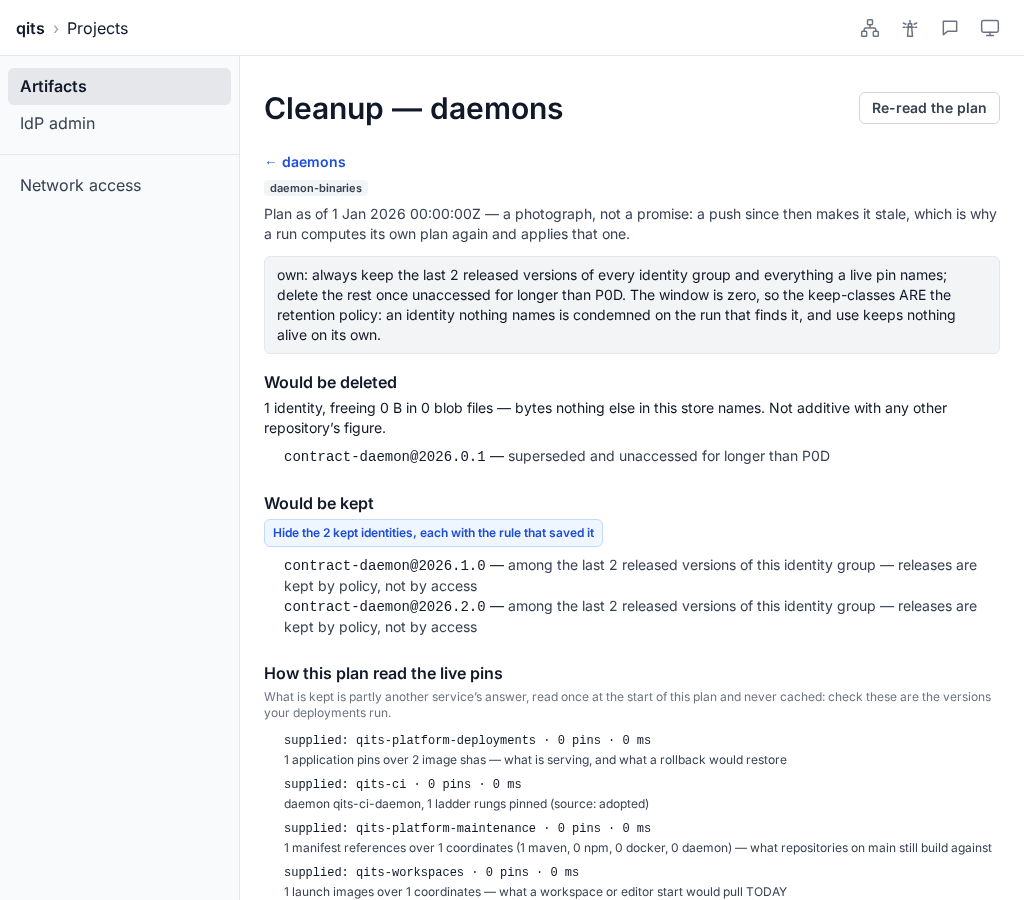 qits › Projects
Artifacts
IdP admin
Network access
Cleanup — daemons
Re-read the plan
← daemons
daemon-binaries
Plan as of 1 Jan 2026 00:00:00Z — a photograph, not a promise: a push since then makes it stale, which is why
a run computes its own plan again and applies that one.
own: always keep the last 2 released versions of every identity group and everything a live pin names;
delete the rest once unaccessed for longer than P0D. The window is zero, so the keep-classes ARE the
retention policy: an identity nothing names is condemned on the run that finds it, and use keeps nothing
alive on its own.
Would be deleted
1 identity, freeing 0 B in 0 blob files — bytes nothing else in this store names. Not additive with any other
repository’s figure.
contract-daemon@2026.0.1 — superseded and unaccessed for longer than P0D
Would be kept
Hide the 2 kept identities, each with the rule that saved it
contract-daemon@2026.1.0 — among the last 2 released versions of this identity group — releases are
kept by policy, not by access
contract-daemon@2026.2.0 — among the last 2 released versions of this identity group — releases are
kept by policy, not by access
How this plan read the live pins
What is kept is partly another service’s answer, read once at the start of this plan and never cached: check these are the versions
your deployments run.
supplied: qits-platform-deployments · 0 pins · 0 ms
1 application pins over 2 image shas — what is serving, and what a rollback would restore
supplied: qits-ci · 0 pins · 0 ms
daemon qits-ci-daemon, 1 ladder rungs pinned (source: adopted)
supplied: qits-platform-maintenance · 0 pins · 0 ms
1 manifest references over 1 coordinates (1 maven, 0 npm, 0 docker, 0 daemon) — what repositories on main still build against
supplied: qits-workspaces · 0 pins · 0 ms
1 launch images over 1 coordinates — what a workspace or editor start would pull TODAY